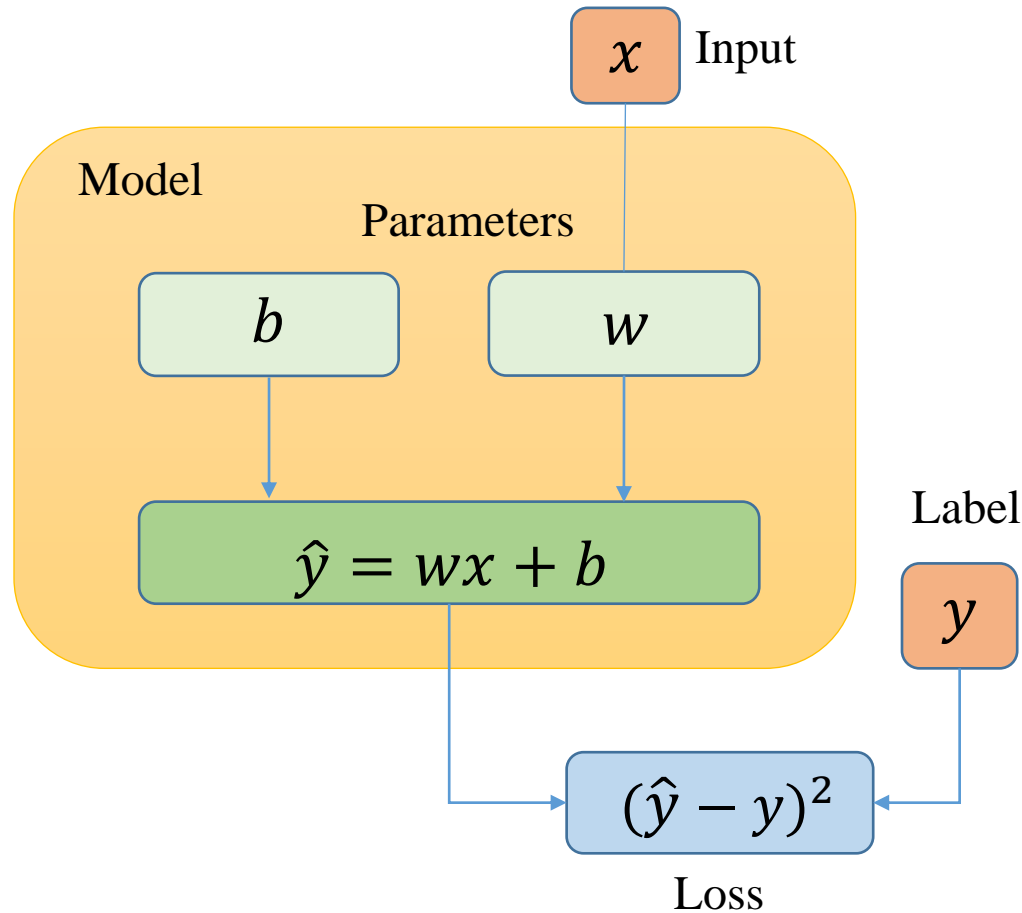 x Input
Model
Parameters
b w
ŷ = wx + b
Label
y
(ŷ − y)²
Loss